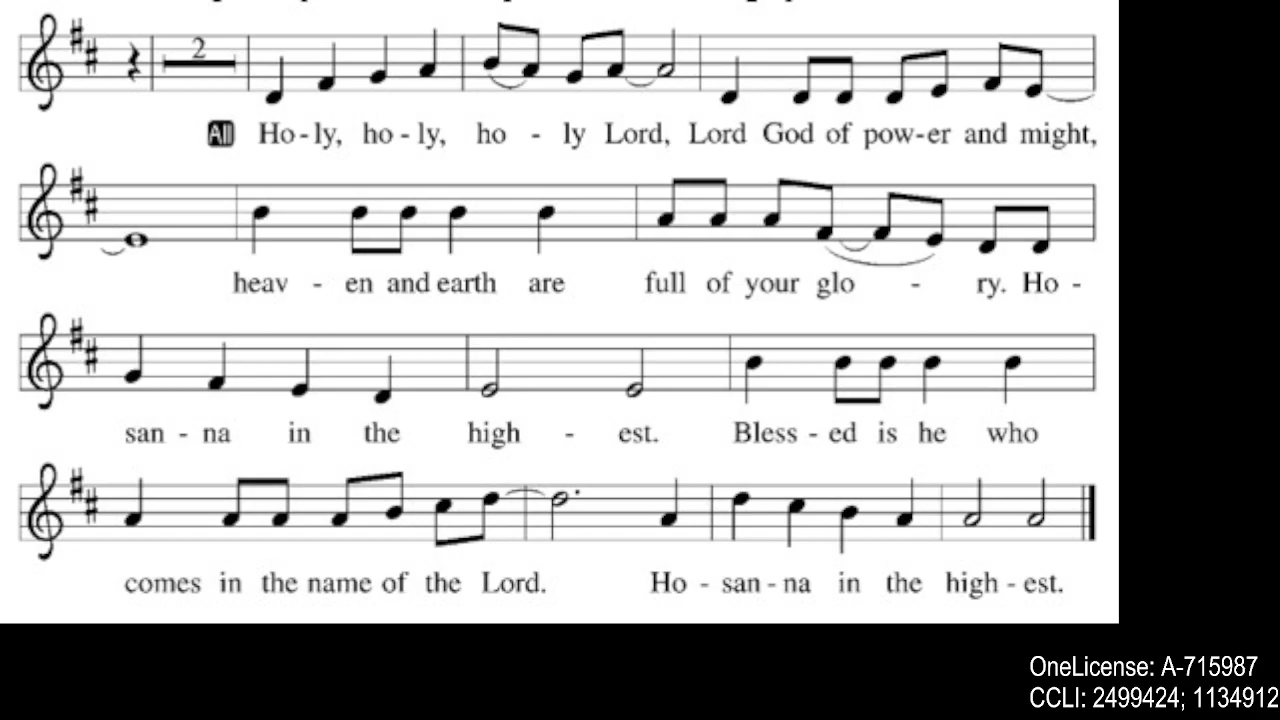 2
All Ho - ly, ho - ly, ho - ly Lord, Lord God of pow - er and might,
heav - en and earth are full of your glo - ry. Ho -
san - na in the high - est. Bless - ed is he who
comes in the name of the Lord. Ho - san - na in the high - est.
OneLicense: A-715987
CCLI: 2499424; 1134912